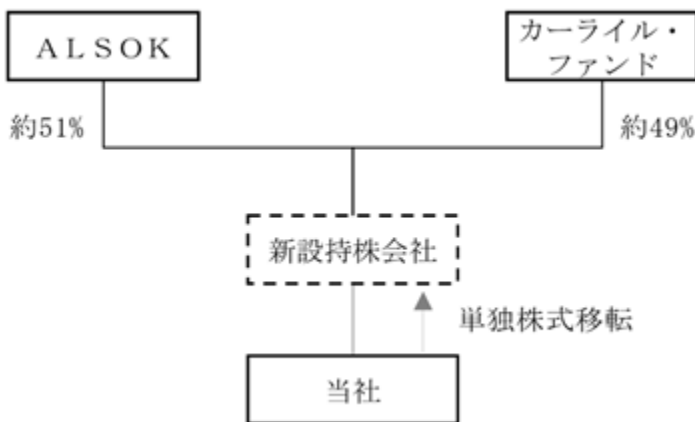 ALSOK
カーライル・
ファンド
約51%
約49%
新設持株会社
単独株式移転
当社